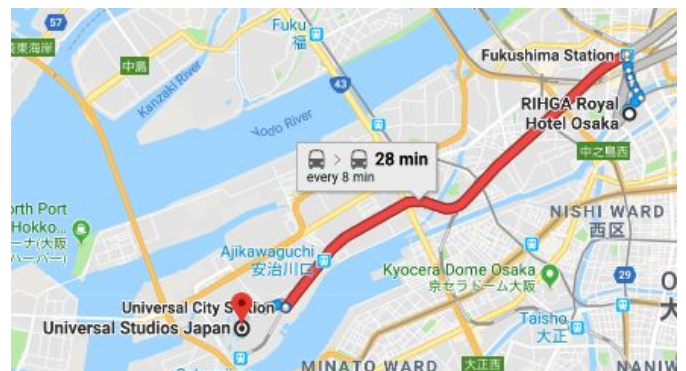 57
Fuku
福
東海岸
中島
Fukushima Station
Kanzaki River
43
RIHGA Royal
Hotel Osaka
Yodo River
28 min
every 8 min
中之島西
orth Port
Hokko...
ーナ(大阪
ハーバー)
NISHI WARD
西区
Ajikawaguchi
安治川口
Kyocera Dome Osaka
京セラドーム大阪
29
O
大
Universal City Station
Universal Studios Japan
Taisho
大正
MINATO WARD
大正西
NANIW